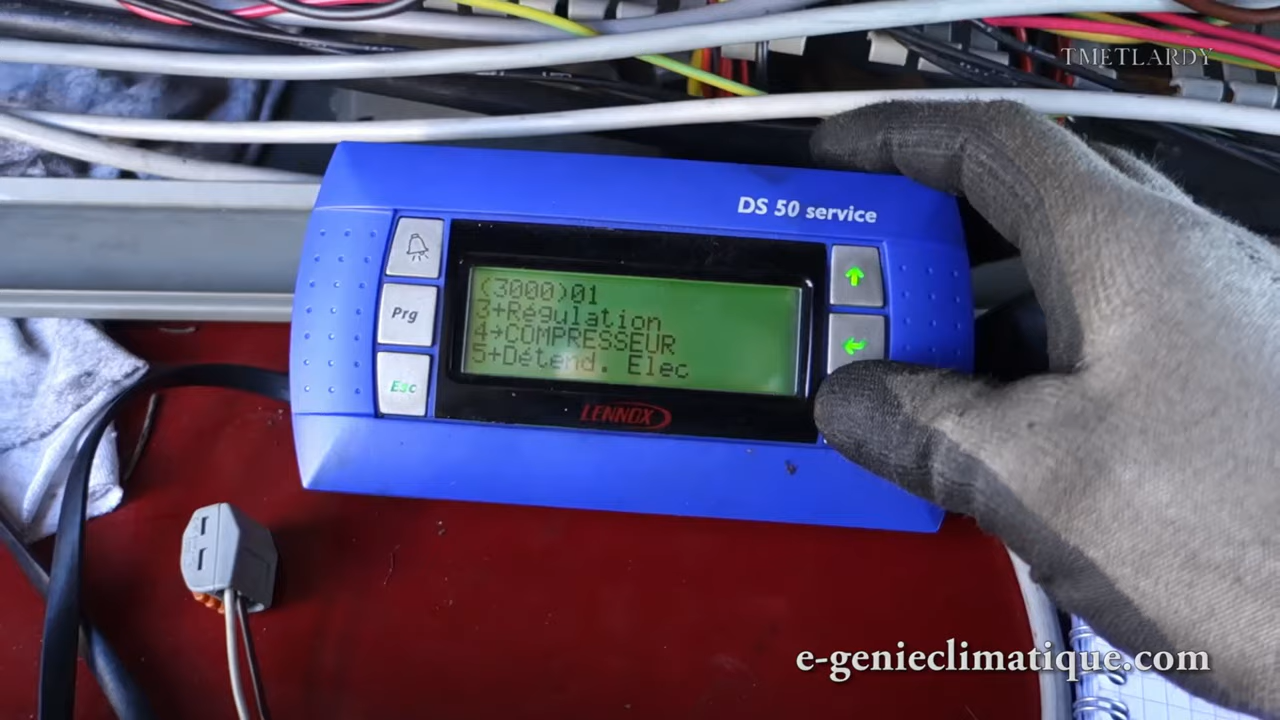 TMETLARDY
DS 50 service
Prg
Esc
(3000)01
3+Régulation
4→COMPRESSEUR
5+Détend. Elec
LENNOX
e-genieclimatique.com